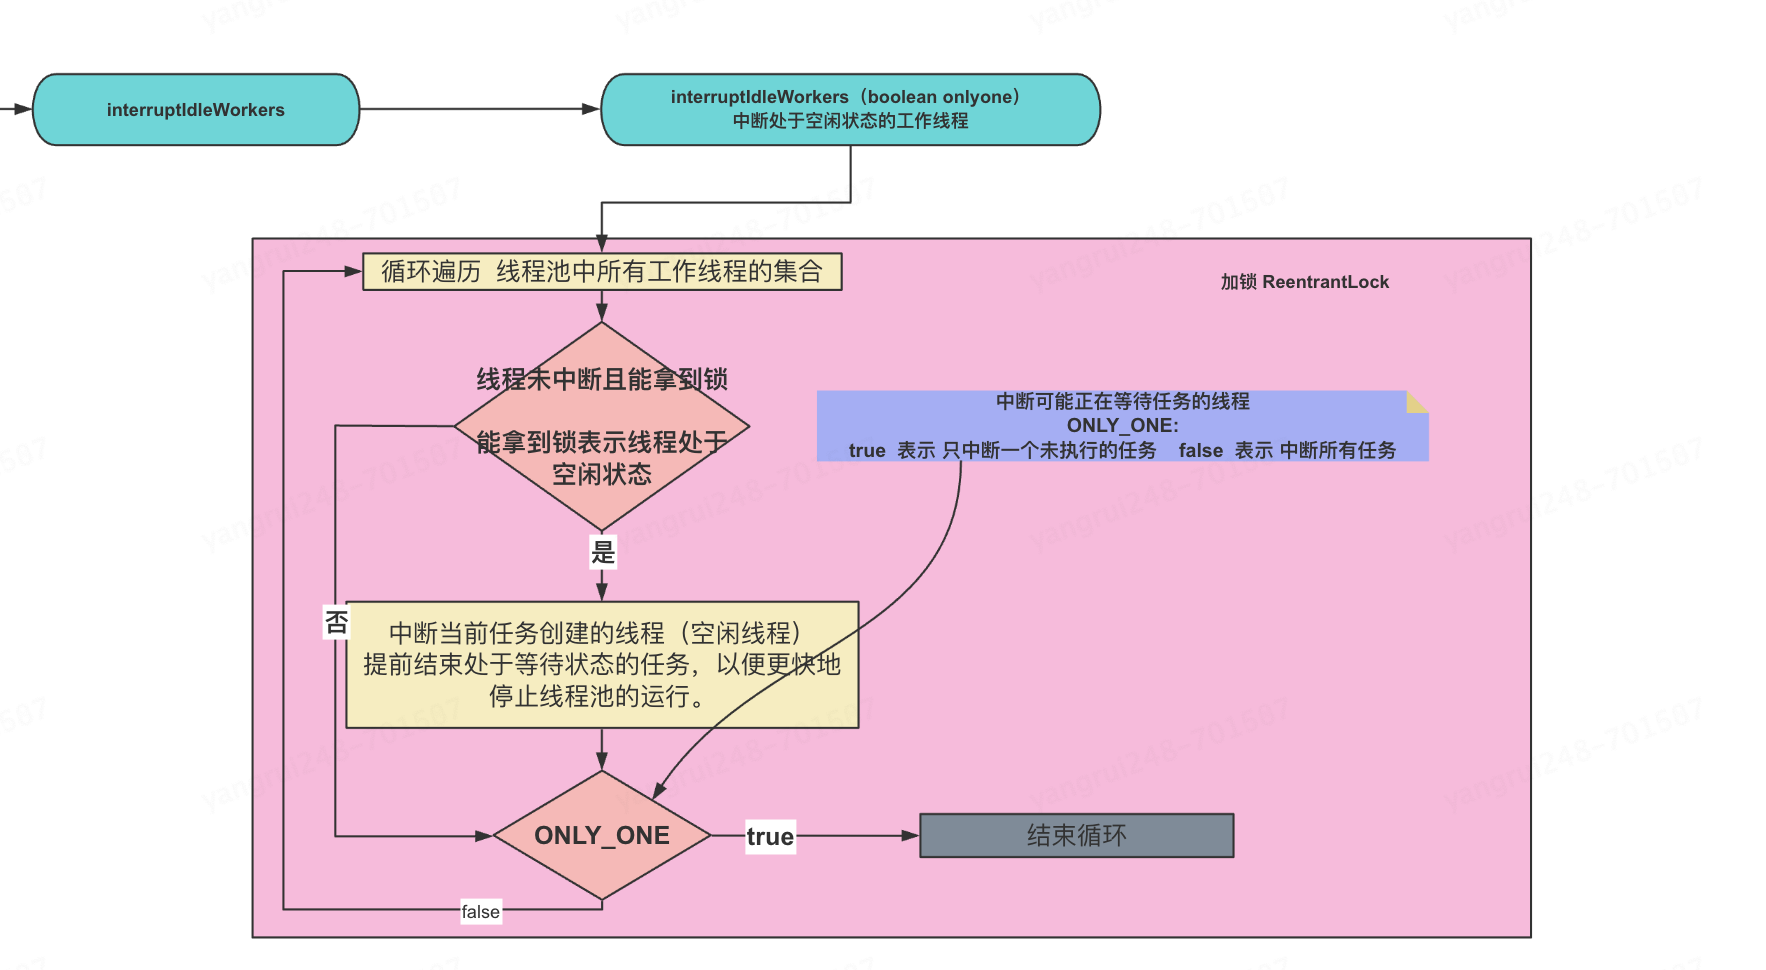 interruptIdleWorkers
interruptIdleWorkers（boolean onlyone）
中断处于空闲状态的工作线程
循环遍历 线程池中所有工作线程的集合
加锁 ReentrantLock
线程未中断且能拿到锁
能拿到锁表示线程处于
空闲状态
中断可能正在等待任务的线程
ONLY_ONE:
true 表示 只中断一个未执行的任务 false 表示 中断所有任务
是
否
中断当前任务创建的线程（空闲线程）
提前结束处于等待状态的任务，以便更快地
停止线程池的运行。
ONLY_ONE
true
结束循环
false
yangrui248-701587